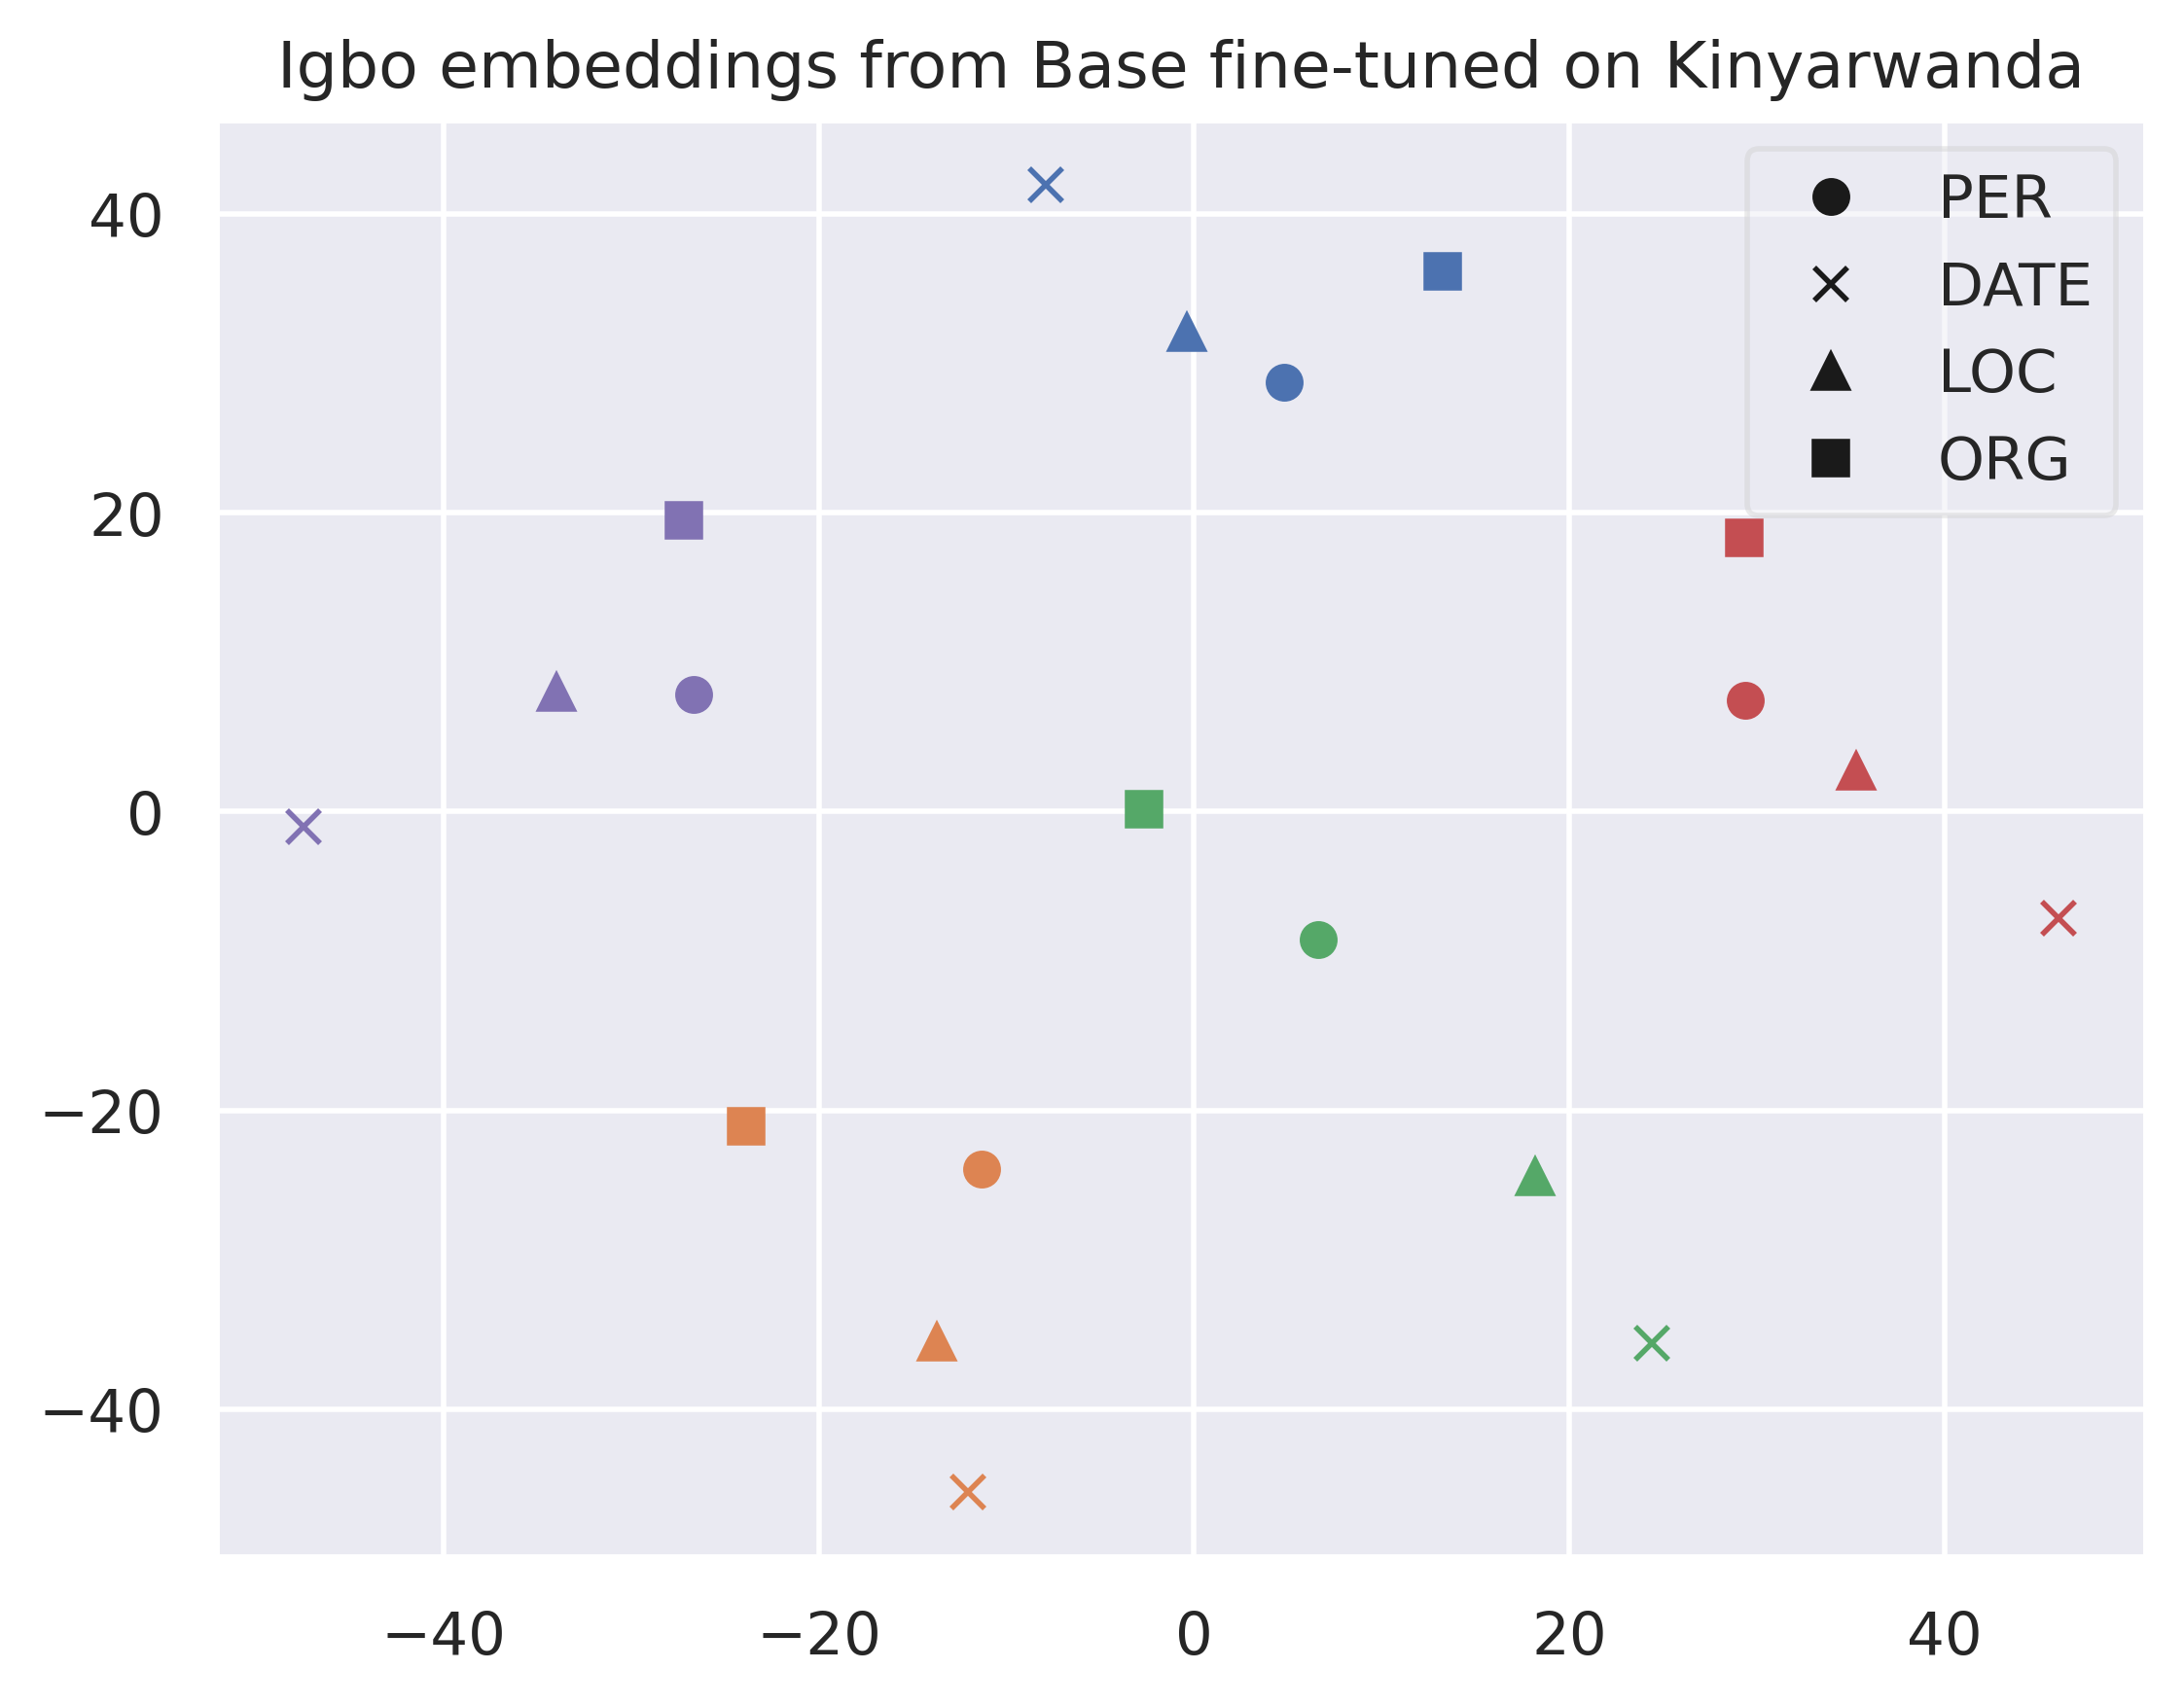 Igbo embeddings from Base fine-tuned on Kinyarwanda
PER
DATE
LOC
ORG
40
20
0
−20
−40
−40 −20 0 20 40